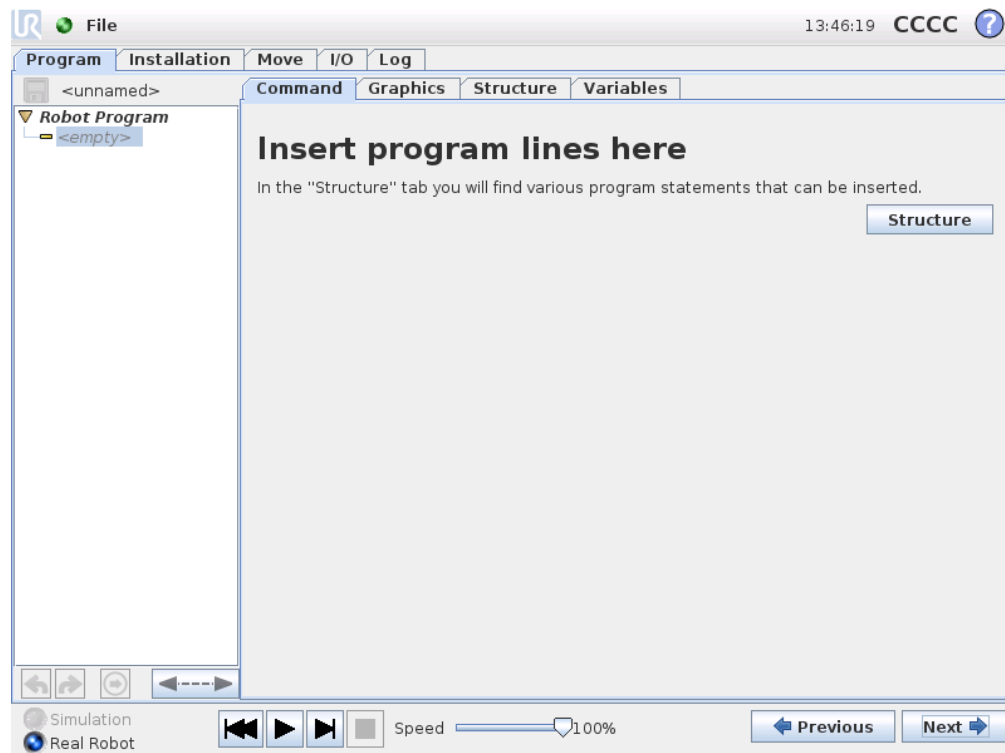 UR File 13:46:19 CCCC ?
Program Installation Move I/O Log
<unnamed> Command Graphics Structure Variables
Robot Program
<empty>
Insert program lines here
In the "Structure" tab you will find various program statements that can be inserted.
Structure
Simulation
Real Robot
Speed 100%
Previous Next